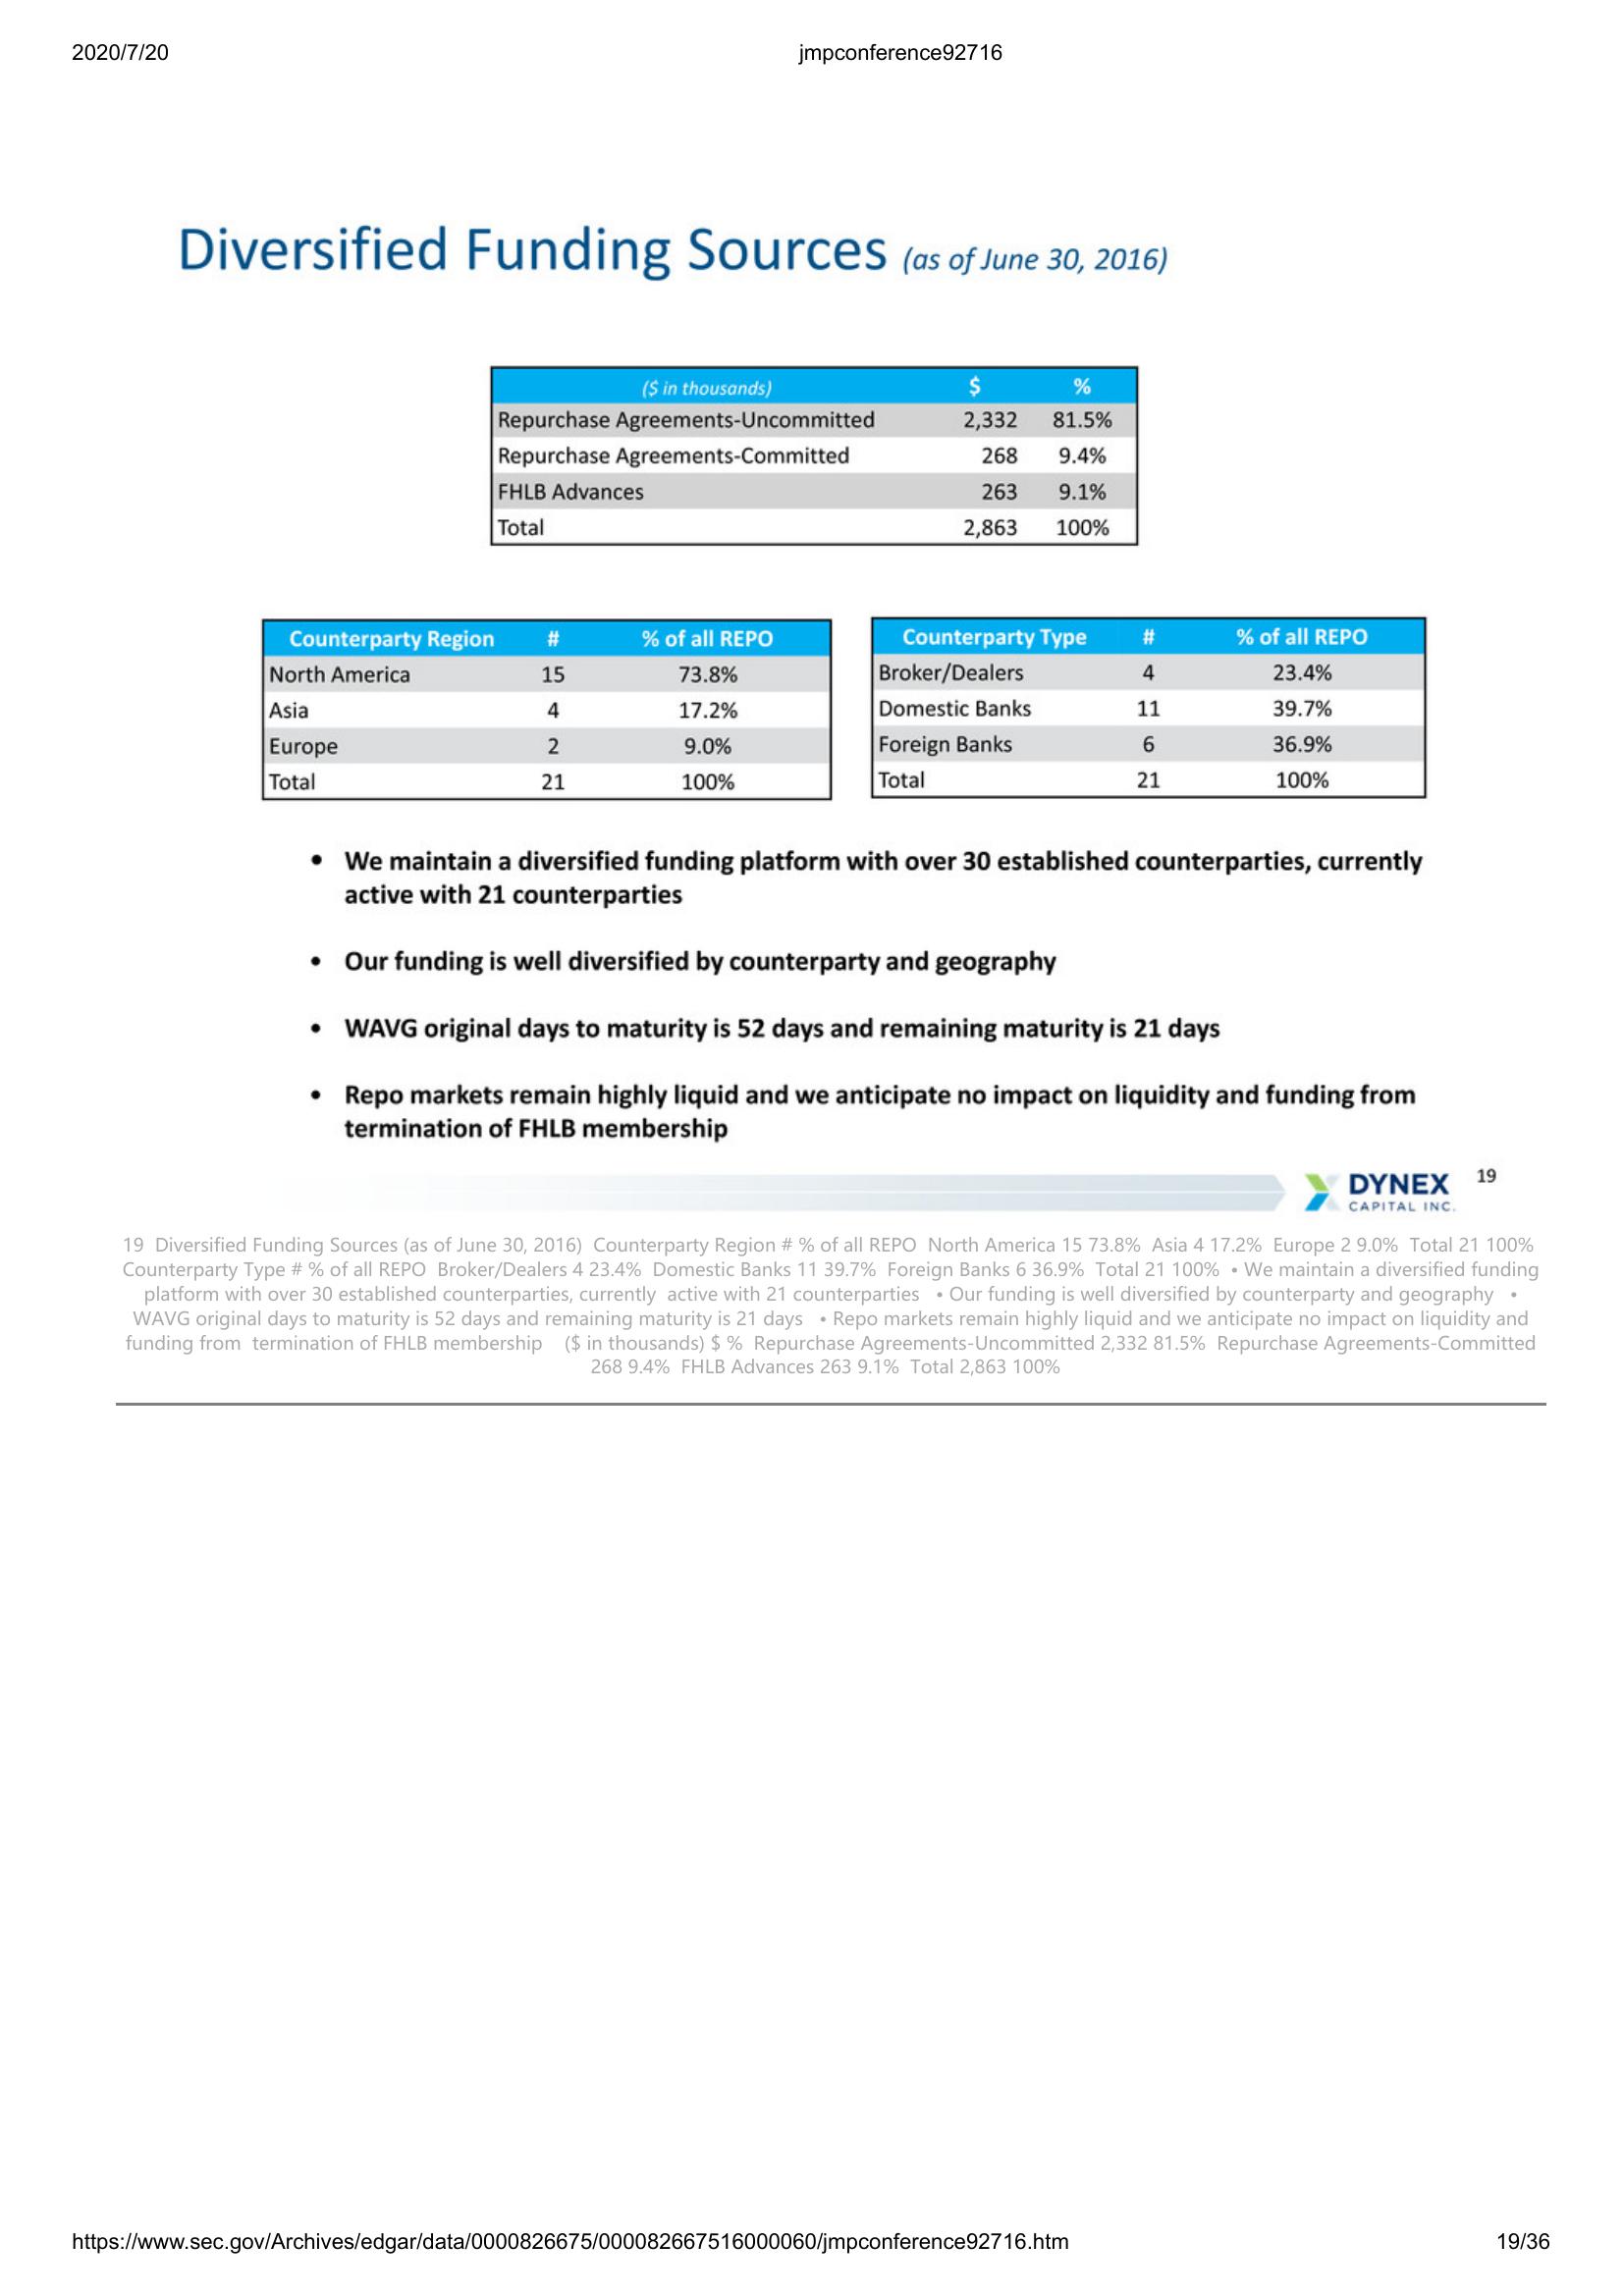 2020/7/20 jmpconference92716
Diversified Funding Sources (as of June 30, 2016)
($ in thousands) $ %
Repurchase Agreements-Uncommitted 2,332 81.5%
Repurchase Agreements-Committed 268 9.4%
FHLB Advances 263 9.1%
Total 2,863 100%
Counterparty Region # % of all REPO
North America 15 73.8%
Asia 4 17.2%
Europe 2 9.0%
Total 21 100%
Counterparty Type # % of all REPO
Broker/Dealers 4 23.4%
Domestic Banks 11 39.7%
Foreign Banks 6 36.9%
Total 21 100%
• We maintain a diversified funding platform with over 30 established counterparties, currently
active with 21 counterparties
• Our funding is well diversified by counterparty and geography
• WAVG original days to maturity is 52 days and remaining maturity is 21 days
• Repo markets remain highly liquid and we anticipate no impact on liquidity and funding from
termination of FHLB membership
DYNEX
CAPITAL INC.
19
19 Diversified Funding Sources (as of June 30, 2016) Counterparty Region # % of all REPO North America 15 73.8% Asia 4 17.2% Europe 2 9.0% Total 21 100%
Counterparty Type # % of all REPO Broker/Dealers 4 23.4% Domestic Banks 11 39.7% Foreign Banks 6 36.9% Total 21 100% • We maintain a diversified funding
platform with over 30 established counterparties, currently active with 21 counterparties • Our funding is well diversified by counterparty and geography •
WAVG original days to maturity is 52 days and remaining maturity is 21 days • Repo markets remain highly liquid and we anticipate no impact on liquidity and
funding from termination of FHLB membership ($ in thousands) $ % Repurchase Agreements-Uncommitted 2,332 81.5% Repurchase Agreements-Committed
268 9.4% FHLB Advances 263 9.1% Total 2,863 100%
https://www.sec.gov/Archives/edgar/data/0000826675/000082667516000060/jmpconference92716.htm 19/36